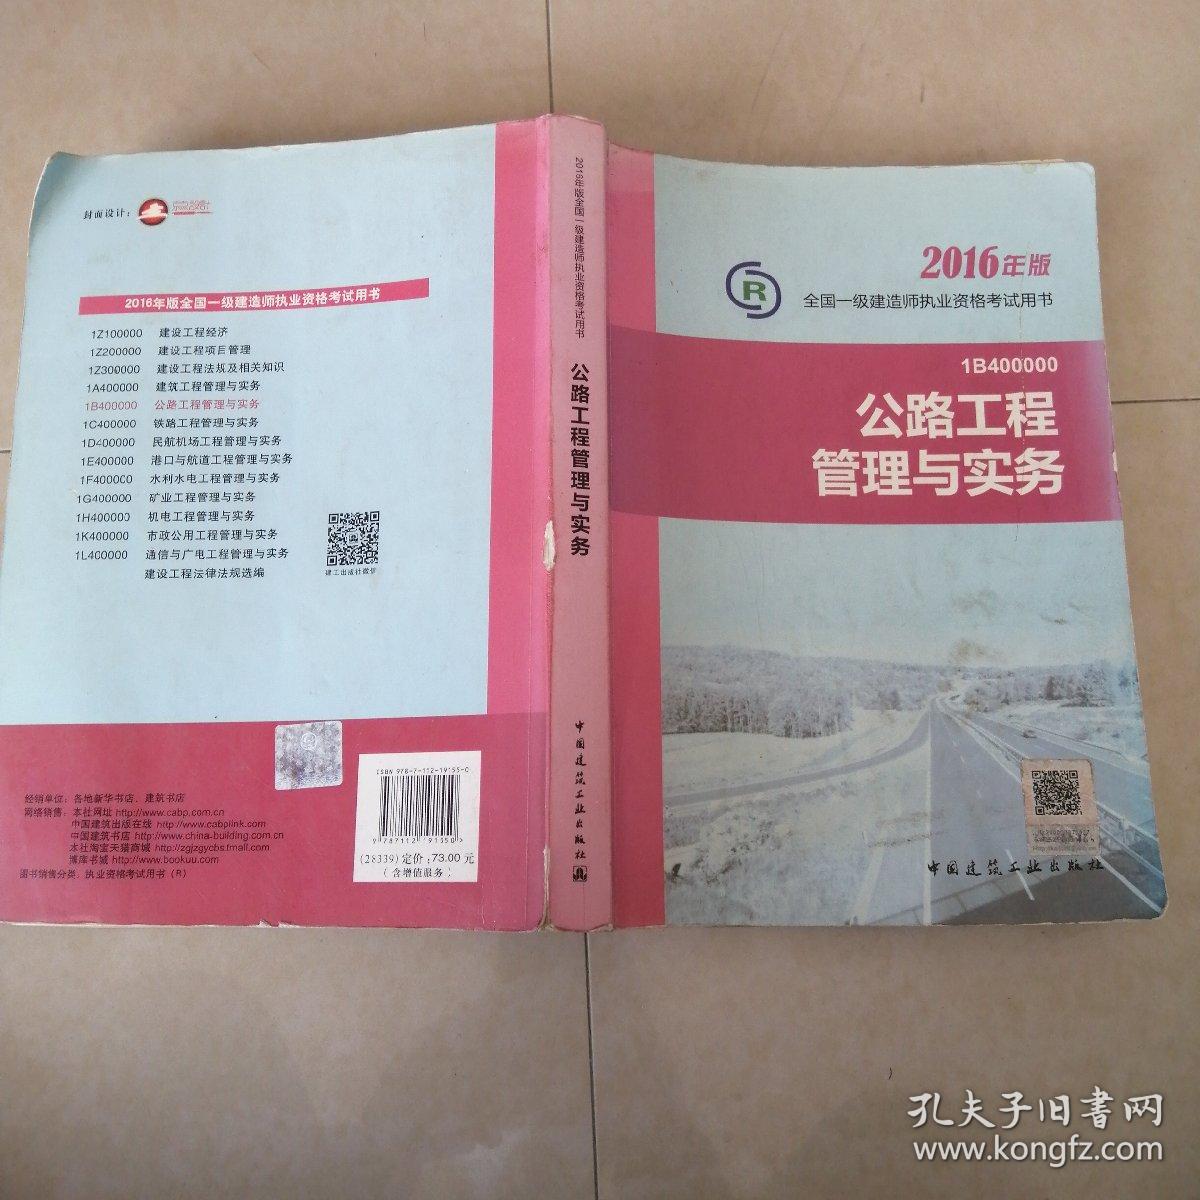 封面设计：
2016年版全国一级建造师执业资格考试用书
1Z100000 建设工程经济
1Z200000 建设工程项目管理
1Z300000 建设工程法规及相关知识
1A400000 建筑工程管理与实务
1B400000 公路工程管理与实务
1C400000 铁路工程管理与实务
1D400000 民航机场工程管理与实务
1E400000 港口与航道工程管理与实务
1F400000 水利水电工程管理与实务
1G400000 矿业工程管理与实务
1H400000 机电工程管理与实务
1K400000 市政公用工程管理与实务
1L400000 通信与广电工程管理与实务
建设工程法律法规选编
建工出版社微信
经销单位：各地新华书店、建筑书店
网络销售：本社网址 http://www.cabp.com.cn
中国建筑出版在线 http://www.cabplink.com
中国建筑书店 http://www.china-building.com.cn
本社淘宝天猫商城 http://zgjzgycbs.tmall.com
博库书城 http://www.bookuu.com
图书销售分类：执业资格考试用书（R）
ISBN 978-7-112-19155-0
9 787112 191550
(28339)定价：73.00元
（含增值服务）
2016年版全国一级建造师执业资格考试用书
公路工程管理与实务
中国建筑工业出版社
2016年版
R
全国一级建造师执业资格考试用书
1B400000
公路工程
管理与实务
中国建筑工业出版社
孔夫子旧书网
www.kongfz.com